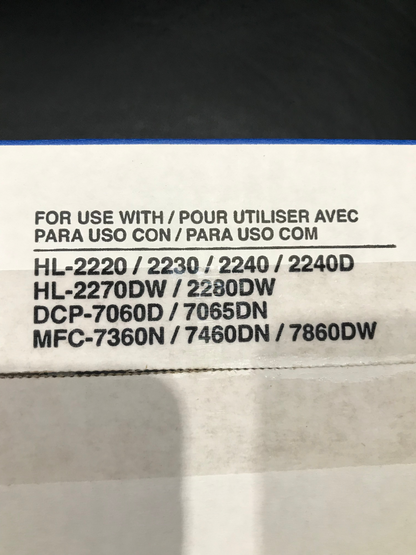 FOR USE WITH / POUR UTILISER AVEC
PARA USO CON / PARA USO COM
HL-2220 / 2230 / 2240 / 2240D
HL-2270DW / 2280DW
DCP-7060D / 7065DN
MFC-7360N / 7460DN / 7860DW